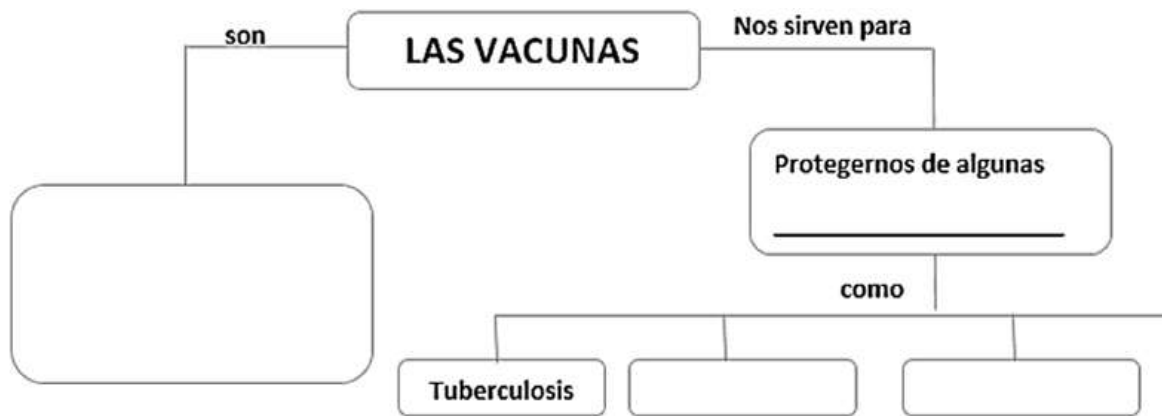 son
LAS VACUNAS
Nos sirven para
Protegernos de algunas
como
Tuberculosis